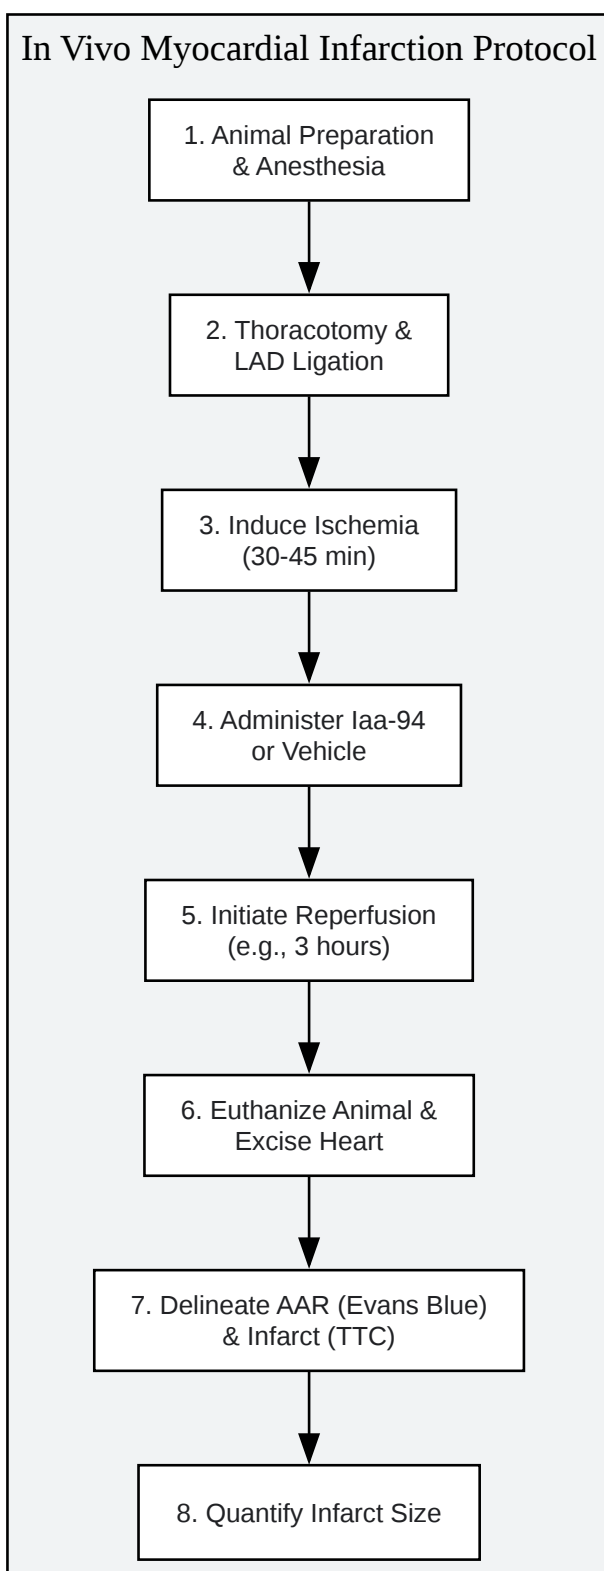 In Vivo Myocardial Infarction Protocol
1. Animal Preparation
& Anesthesia
2. Thoracotomy &
LAD Ligation
3. Induce Ischemia
(30-45 min)
4. Administer Iaa-94
or Vehicle
5. Initiate Reperfusion
(e.g., 3 hours)
6. Euthanize Animal &
Excise Heart
7. Delineate AAR (Evans Blue)
& Infarct (TTC)
8. Quantify Infarct Size